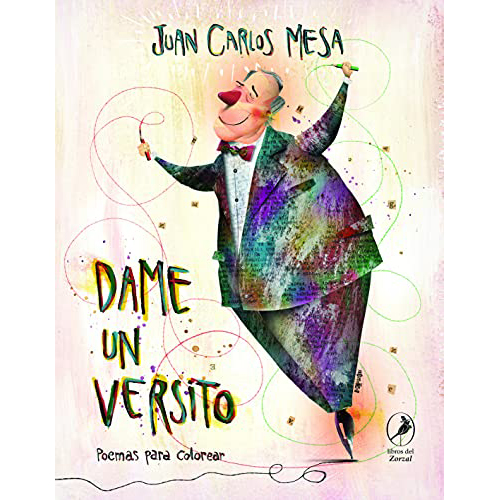 JUAN CARLOS MESA
DAME
UN
VERSITO
Poemas para colorear
libros del
Zorzal